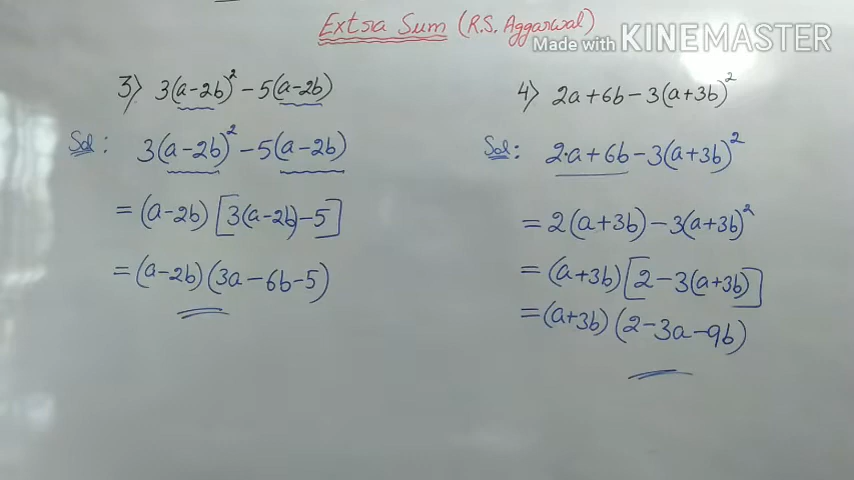 Extra Sum (R.S. Aggarwal)
Made with KINEMASTER
3) 3(a-2b)² - 5(a-2b)
Sol: 3(a-2b)² - 5(a-2b)
= (a-2b) [3(a-2b)-5]
= (a-2b) (3a-6b-5)
4) 2a+6b-3(a+3b)²
Sol: 2·a+6b-3(a+3b)²
= 2(a+3b)-3(a+3b)²
= (a+3b) [2-3(a+3b)]
= (a+3b) (2-3a-9b)